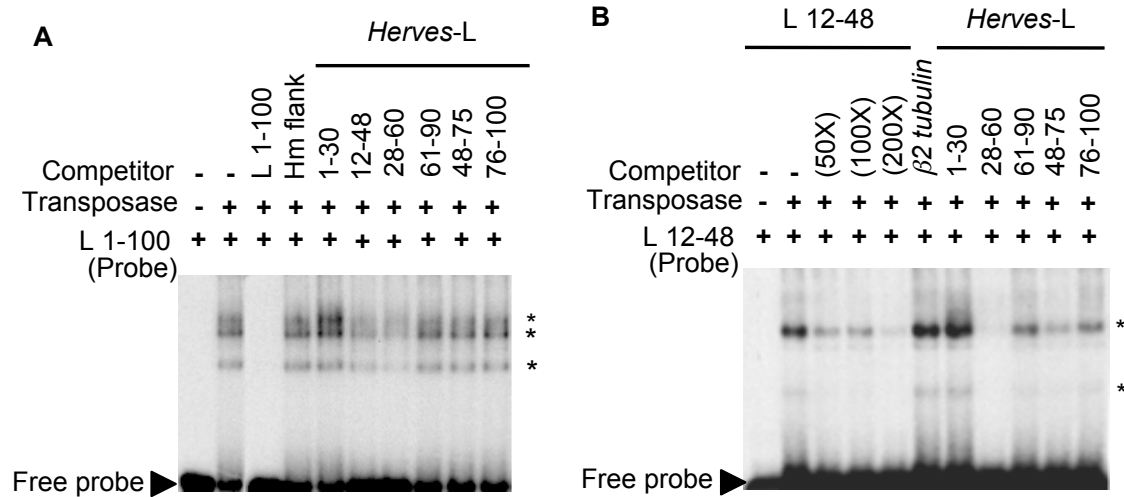 A
Herves-L
Competitor - - L 1-100 Hm flank 1-30 12-48 28-60 61-90 48-75 76-100
Transposase - + + + + + + + + +
L 1-100 + + + + + + + + + +
(Probe)
*
*
*
Free probe
B
L 12-48 Herves-L
Competitor - - (50X) (100X) (200X) β2 tubulin 1-30 28-60 61-90 48-75 76-100
Transposase - + + + + + + + + + +
L 12-48 + + + + + + + + + + +
(Probe)
*
*
Free probe